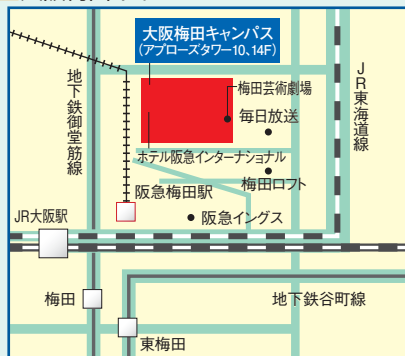 大阪梅田キャンパス
(アプローズタワー10、14F)
地下鉄御堂筋線
JR東海道線
梅田芸術劇場
毎日放送
ホテル阪急インターナショナル
阪急梅田駅
梅田ロフト
JR大阪駅
阪急イングス
梅田
地下鉄谷町線
東梅田